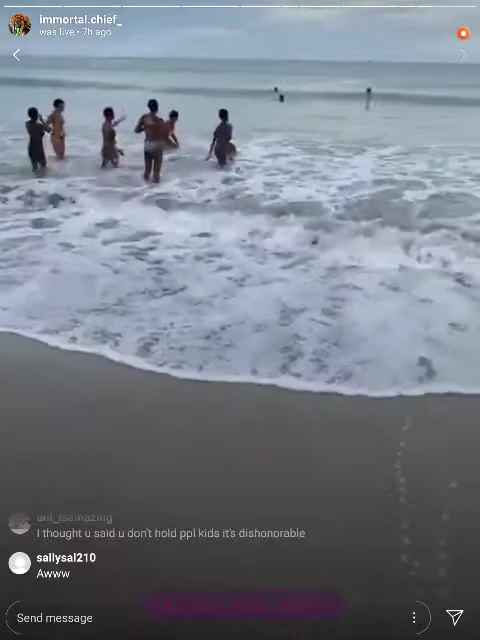 immortal.chief_
was live • 7h ago
I thought u said u don't hold ppl kids it's dishonorable
sallysal210
Awww
Send message